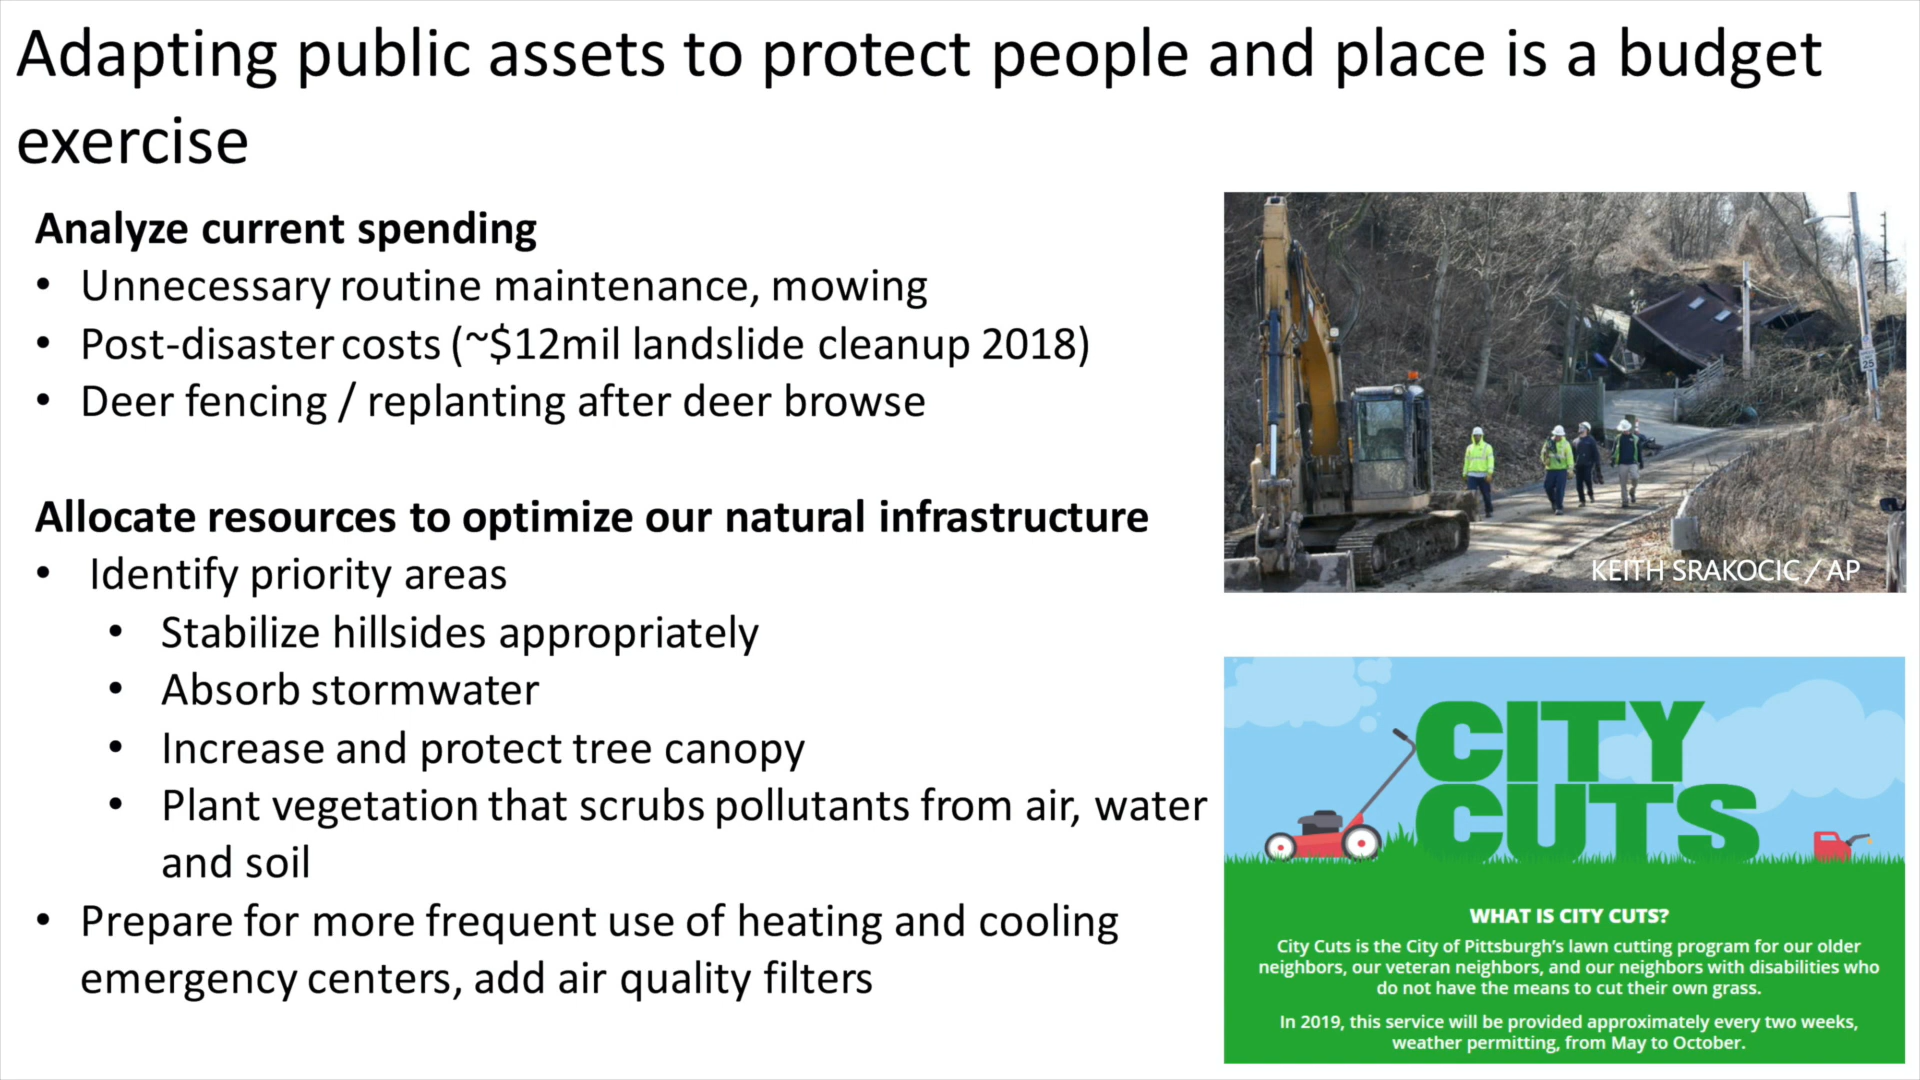 Adapting public assets to protect people and place is a budget
exercise
Analyze current spending
• Unnecessary routine maintenance, mowing
• Post-disaster costs (~$12mil landslide cleanup 2018)
• Deer fencing / replanting after deer browse
Allocate resources to optimize our natural infrastructure
• Identify priority areas
• Stabilize hillsides appropriately
• Absorb stormwater
• Increase and protect tree canopy
• Plant vegetation that scrubs pollutants from air, water
and soil
• Prepare for more frequent use of heating and cooling
emergency centers, add air quality filters
25
KEITH SRAKOCIC / AP
CITY
CUTS
WHAT IS CITY CUTS?
City Cuts is the City of Pittsburgh's lawn cutting program for our older
neighbors, our veteran neighbors, and our neighbors with disabilities who
do not have the means to cut their own grass.
In 2019, this service will be provided approximately every two weeks,
weather permitting, from May to October.